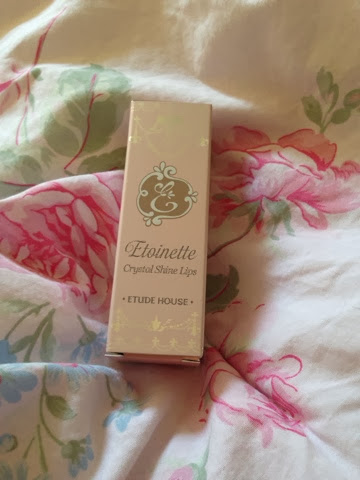 E
Etoinette
Crystal Shine Lips
• ETUDE HOUSE •